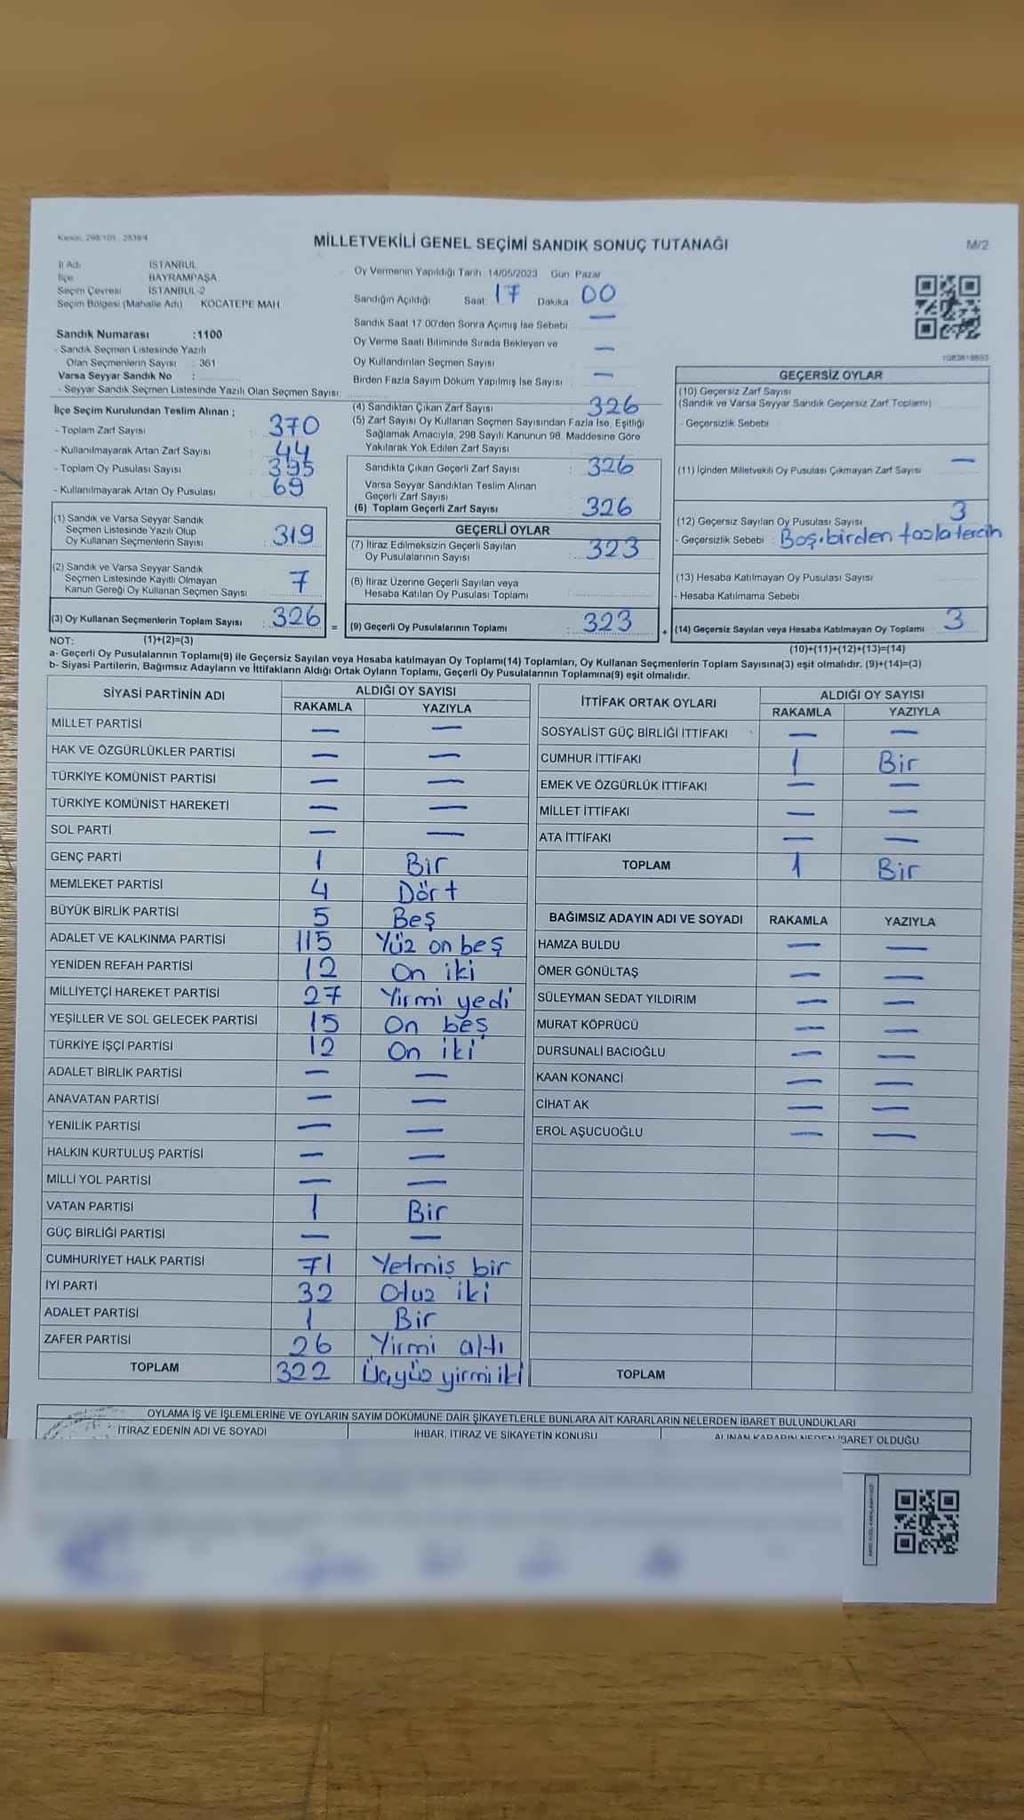 Kanun: 298/101 - 2839/4
MİLLETVEKİLİ GENEL SEÇİMİ SANDIK SONUÇ TUTANAĞI
M/2
İl Adı İSTANBUL
İlçe BAYRAMPAŞA
Seçim Çevresi İSTANBUL-2
Seçim Bölgesi (Mahalle Adı) KOCATEPE MAH
Sandık Numarası :1100
- Sandık Seçmen Listesinde Yazılı
Olan Seçmenlerin Sayısı : 361
Varsa Seyyar Sandık No :
- Seyyar Sandık Seçmen Listesinde Yazılı Olan Seçmen Sayısı:
Oy Vermenin Yapıldığı Tarih 14/05/2023 Gün Pazar
Sandığın Açıldığı Saat 17 Dakika 00
Sandık Saat 17 00'den Sonra Açımış İse Sebebi —
Oy Verme Saati Bitiminde Sırada Bekleyen ve
Oy Kullandırılan Seçmen Sayısı —
Birden Fazla Sayım Döküm Yapılmış İse Sayısı —
İlçe Seçim Kurulundan Teslim Alınan ;
- Toplam Zarf Sayısı 370
- Kullanılmayarak Artan Zarf Sayısı 44
- Toplam Oy Pusulası Sayısı 395
- Kullanılmayarak Artan Oy Pusulası 69
(1) Sandık ve Varsa Seyyar Sandık
Seçmen Listesinde Yazılı Olup
Oy Kullanan Seçmenlerin Sayısı : 319
(2) Sandık ve Varsa Seyyar Sandık
Seçmen Listesinde Kayıtlı Olmayan
Kanun Gereği Oy Kullanan Seçmen Sayısı : 7
(3) Oy Kullanan Seçmenlerin Toplam Sayısı : 326 =
(4) Sandıktan Çıkan Zarf Sayısı : 326
(5) Zarf Sayısı Oy Kullanan Seçmen Sayısından Fazla İse, Eşitliği
Sağlamak Amacıyla, 298 Sayılı Kanunun 98. Maddesine Göre
Yakılarak Yok Edilen Zarf Sayısı
Sandıkta Çıkan Geçerli Zarf Sayısı : 326
Varsa Seyyar Sandıktan Teslim Alınan
Geçerli Zarf Sayısı
(6) Toplam Geçerli Zarf Sayısı : 326
GEÇERLİ OYLAR
(7) İtiraz Edilmeksizin Geçerli Sayılan
Oy Pusulalarının Sayısı : 323
(8) İtiraz Üzerine Geçerli Sayılan veya
Hesaba Katılan Oy Pusulası Toplamı
(9) Geçerli Oy Pusulalarının Toplamı : 323 +
GEÇERSİZ OYLAR
(10) Geçersiz Zarf Sayısı
(Sandık ve Varsa Seyyar Sandık Geçersiz Zarf Toplamı)
- Geçersizlik Sebebi
(11) İçinden Milletvekili Oy Pusulası Çıkmayan Zarf Sayısı —
(12) Geçersiz Sayılan Oy Pusulası Sayısı 3
- Geçersizlik Sebebi : Boş.birden fazla tercih
(13) Hesaba Katılmayan Oy Pusulası Sayısı
- Hesaba Katılmama Sebebi
(14) Geçersiz Sayılan veya Hesaba Katılmayan Oy Toplamı 3
NOT: (1)+(2)=(3) (10)+(11)+(12)+(13)=(14)
a- Geçerli Oy Pusulalarının Toplamı(9) ile Geçersiz Sayılan veya Hesaba katılmayan Oy Toplamı(14) Toplamları, Oy Kullanan Seçmenlerin Toplam Sayısına(3) eşit olmalıdır. (9)+(14)=(3)
b- Siyasi Partilerin, Bağımsız Adayların ve İttifakların Aldığı Ortak Oyların Toplamı, Geçerli Oy Pusulalarının Toplamına(9) eşit olmalıdır.
SİYASİ PARTİNİN ADI ALDIĞI OY SAYISI
RAKAMLA YAZIYLA
MİLLET PARTİSİ — —
HAK VE ÖZGÜRLÜKLER PARTİSİ — —
TÜRKİYE KOMÜNİST PARTİSİ — —
TÜRKİYE KOMÜNİST HAREKETİ — —
SOL PARTİ — —
GENÇ PARTİ 1 Bir
MEMLEKET PARTİSİ 4 Dört
BÜYÜK BİRLİK PARTİSİ 5 Beş
ADALET VE KALKINMA PARTİSİ 115 Yüz on beş
YENİDEN REFAH PARTİSİ 12 On iki
MİLLİYETÇİ HAREKET PARTİSİ 27 Yirmi yedi
YEŞİLLER VE SOL GELECEK PARTİSİ 15 On beş
TÜRKİYE İŞÇİ PARTİSİ 12 On iki
ADALET BİRLİK PARTİSİ — —
ANAVATAN PARTİSİ — —
YENİLİK PARTİSİ — —
HALKIN KURTULUŞ PARTİSİ — —
MİLLİ YOL PARTİSİ — —
VATAN PARTİSİ 1 Bir
GÜÇ BİRLİĞİ PARTİSİ — —
CUMHURİYET HALK PARTİSİ 71 Yetmiş bir
İYİ PARTİ 32 Otuz iki
ADALET PARTİSİ 1 Bir
ZAFER PARTİSİ 26 Yirmi altı
TOPLAM 322 Üçyüz yirmi iki
İTTİFAK ORTAK OYLARI ALDIĞI OY SAYISI
RAKAMLA YAZIYLA
SOSYALİST GÜÇ BİRLİĞİ İTTİFAKI — —
CUMHUR İTTİFAKI 1 Bir
EMEK VE ÖZGÜRLÜK İTTİFAKI — —
MİLLET İTTİFAKI — —
ATA İTTİFAKI — —
TOPLAM 1 Bir
BAĞIMSIZ ADAYIN ADI VE SOYADI RAKAMLA YAZIYLA
HAMZA BULDU — —
ÖMER GÖNÜLTAŞ — —
SÜLEYMAN SEDAT YILDIRIM — —
MURAT KÖPRÜCÜ — —
DURSUNALİ BACIOĞLU — —
KAAN KONANCİ — —
CİHAT AK — —
EROL AŞUCUOĞLU — —
TOPLAM
OYLAMA İŞ VE İŞLEMLERİNE VE OYLARIN SAYIM DÖKÜMÜNE DAİR ŞİKAYETLERLE BUNLARA AİT KARARLARIN NELERDEN İBARET BULUNDUKLARI
İTİRAZ EDENİN ADI VE SOYADI İHBAR, İTİRAZ VE ŞİKAYETİN KONUSU ALINAN KARARIN NEDEN İBARET OLDUĞU